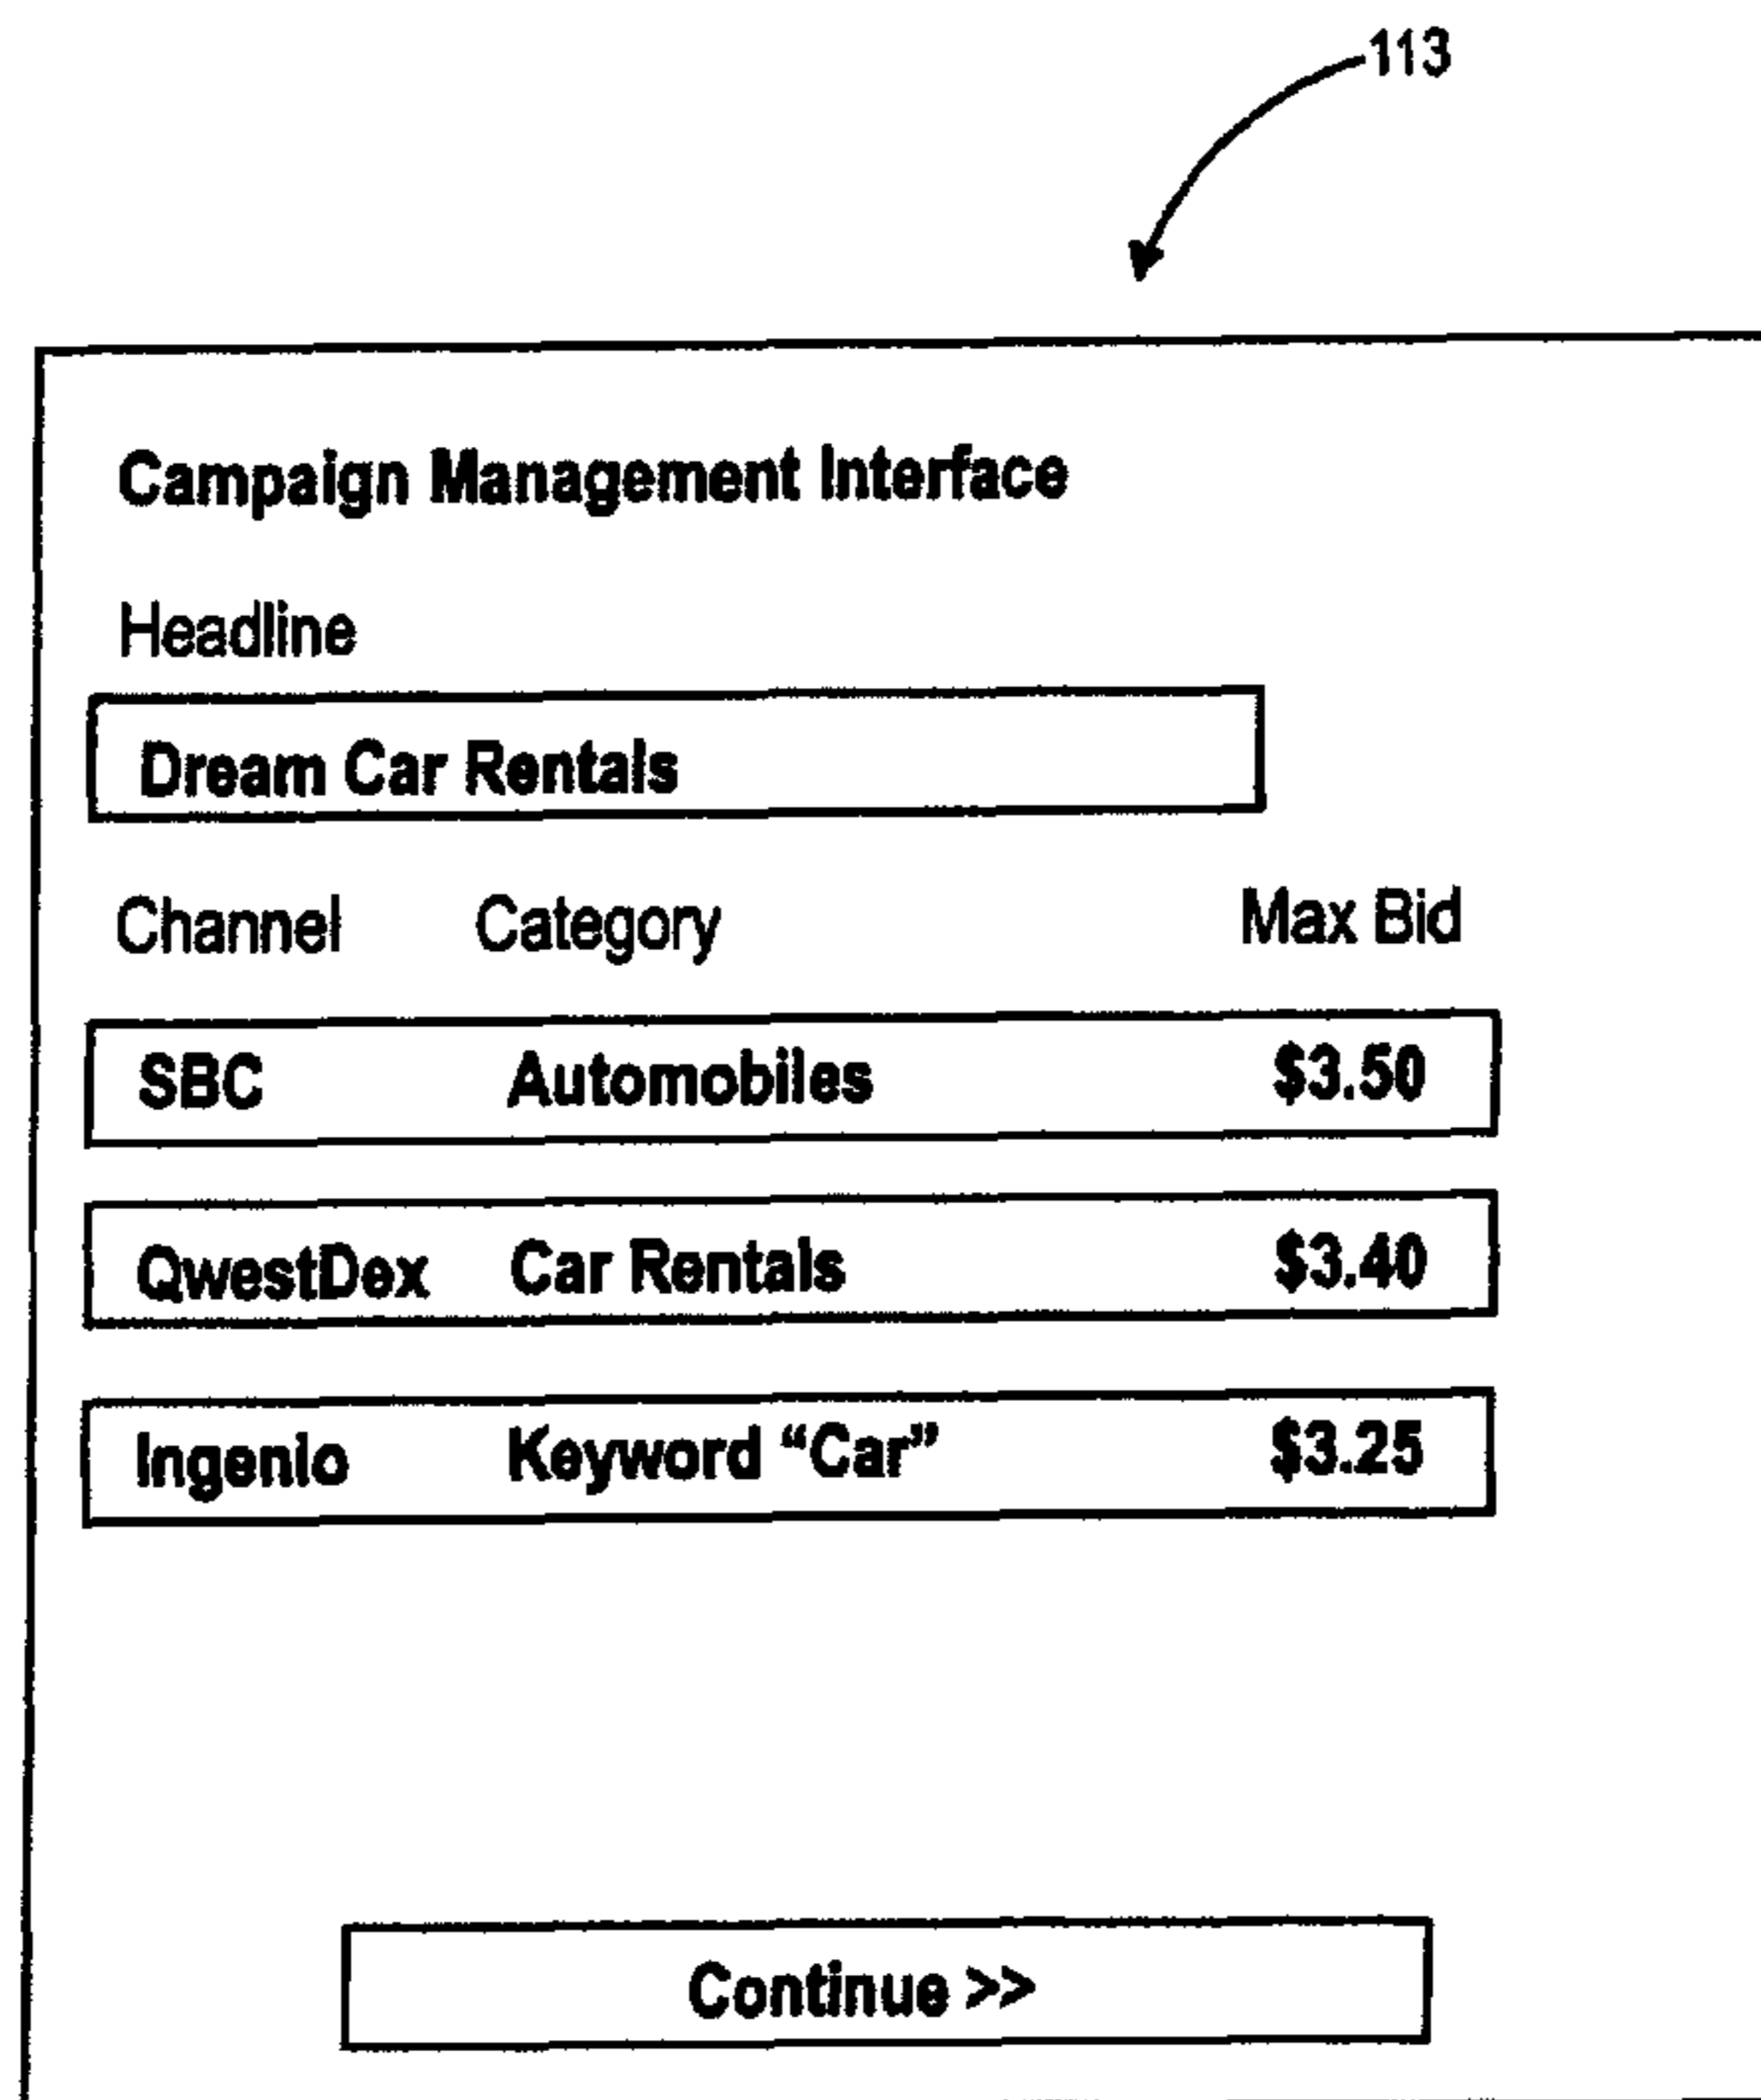 113
Campaign Management Interface
Headline
Dream Car Rentals
Channel Category Max Bid
SBC Automobiles $3.50
QwestDex Car Rentals $3.40
Ingenio Keyword “Car” $3.25
Continue >>